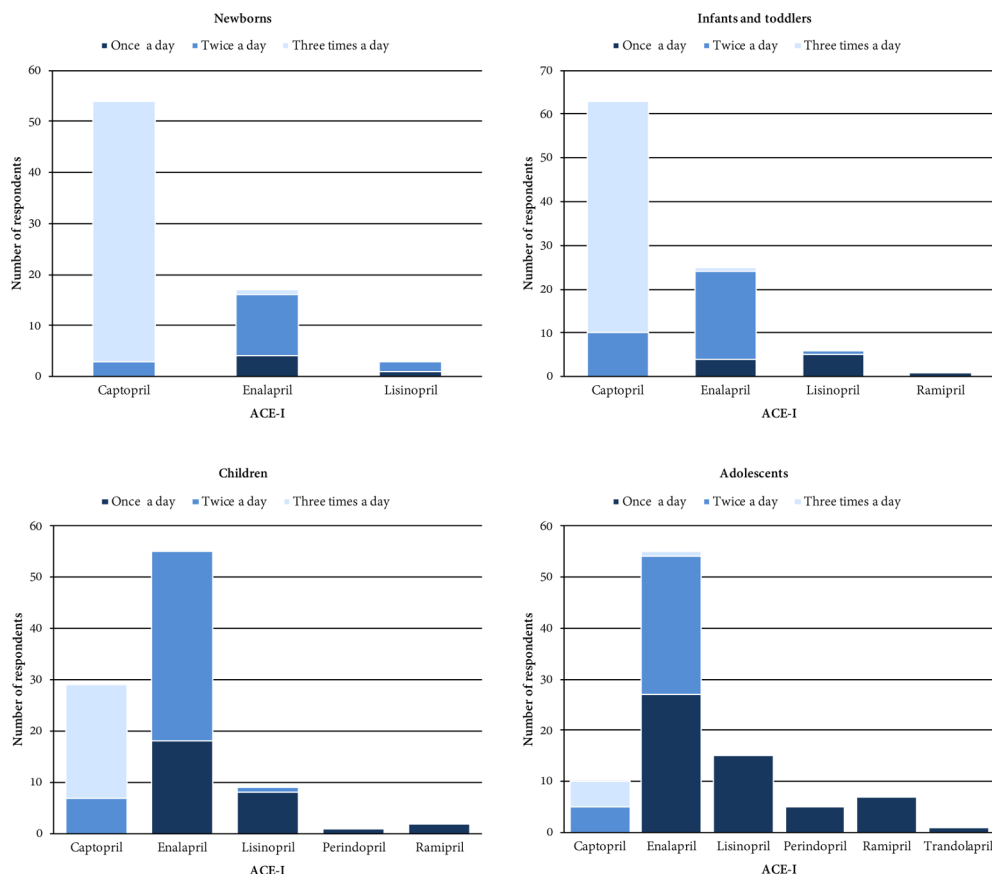 Newborns
Once a day Twice a day Three times a day
60
50
40
30
20
10
0
Number of respondents
Captopril Enalapril Lisinopril
ACE-I
Infants and toddlers
Once a day Twice a day Three times a day
70
60
50
40
30
20
10
0
Number of respondents
Captopril Enalapril Lisinopril Ramipril
ACE-I
Children
Once a day Twice a day Three times a day
60
50
40
30
20
10
0
Number of respondents
Captopril Enalapril Lisinopril Perindopril Ramipril
ACE-I
Adolescents
Once a day Twice a day Three times a day
60
50
40
30
20
10
0
Number of respondents
Captopril Enalapril Lisinopril Perindopril Ramipril Trandolapril
ACE-I